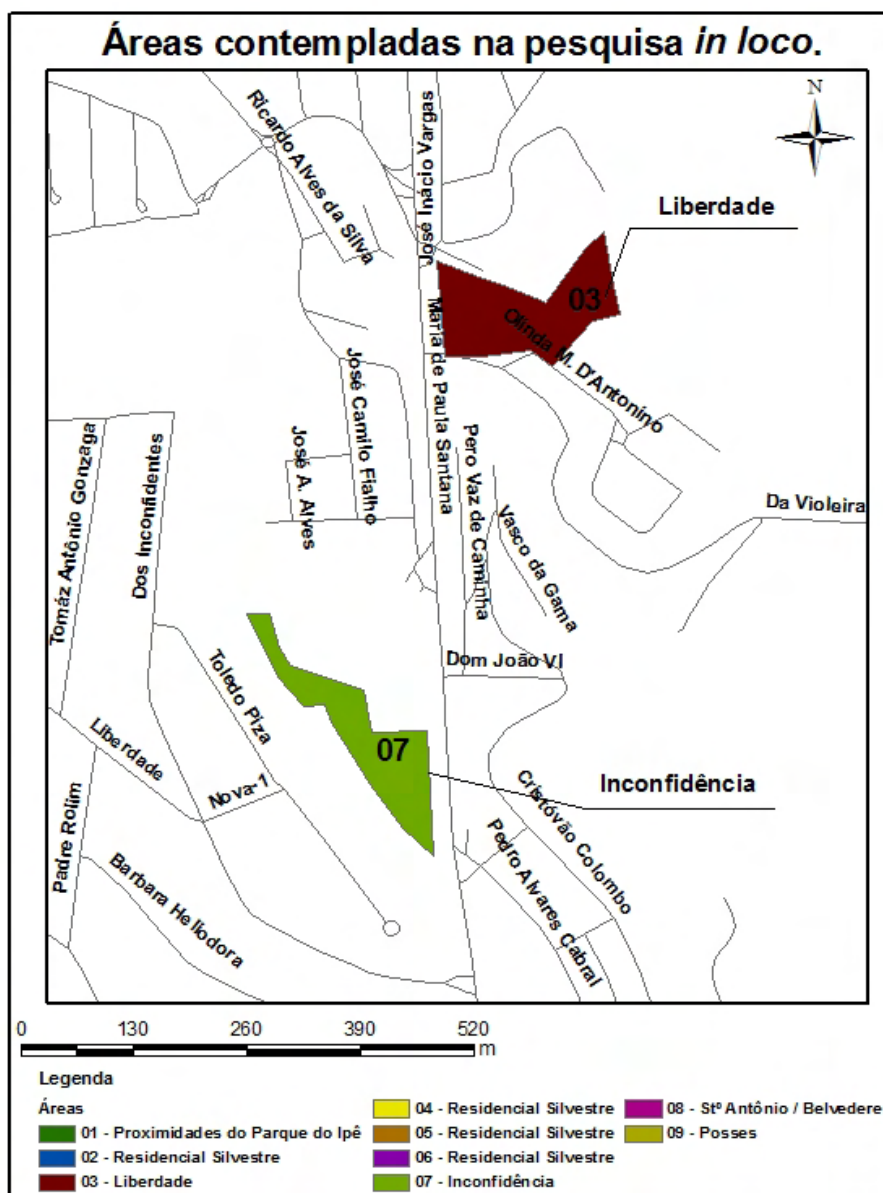 Áreas contempladas na pesquisa in loco.
N
Ricardo Alves da Silva
José Inácio Vargas
Liberdade
03
Olinda M. D'Antonino
Maria de Paula Santana
José Camilo Fialho
José A. Alves
Pero Vaz de Caminha
Vasco da Gama
Da Violeira
Tomáz Antônio Gonzaga
Dos Inconfidentes
Toledo Piza
Dom João VI
Liberdade
Nova-1
07
Inconfidência
Cristóvão Colombo
Pedro Alvares Cabral
Padre Rolim
Barbara Heliodora
0 130 260 390 520
m
Legenda
Áreas
01 - Proximidades do Parque do Ipê
02 - Residencial Silvestre
03 - Liberdade
04 - Residencial Silvestre
05 - Residencial Silvestre
06 - Residencial Silvestre
07 - Inconfidência
08 - Stº Antônio / Belvedere
09 - Posses